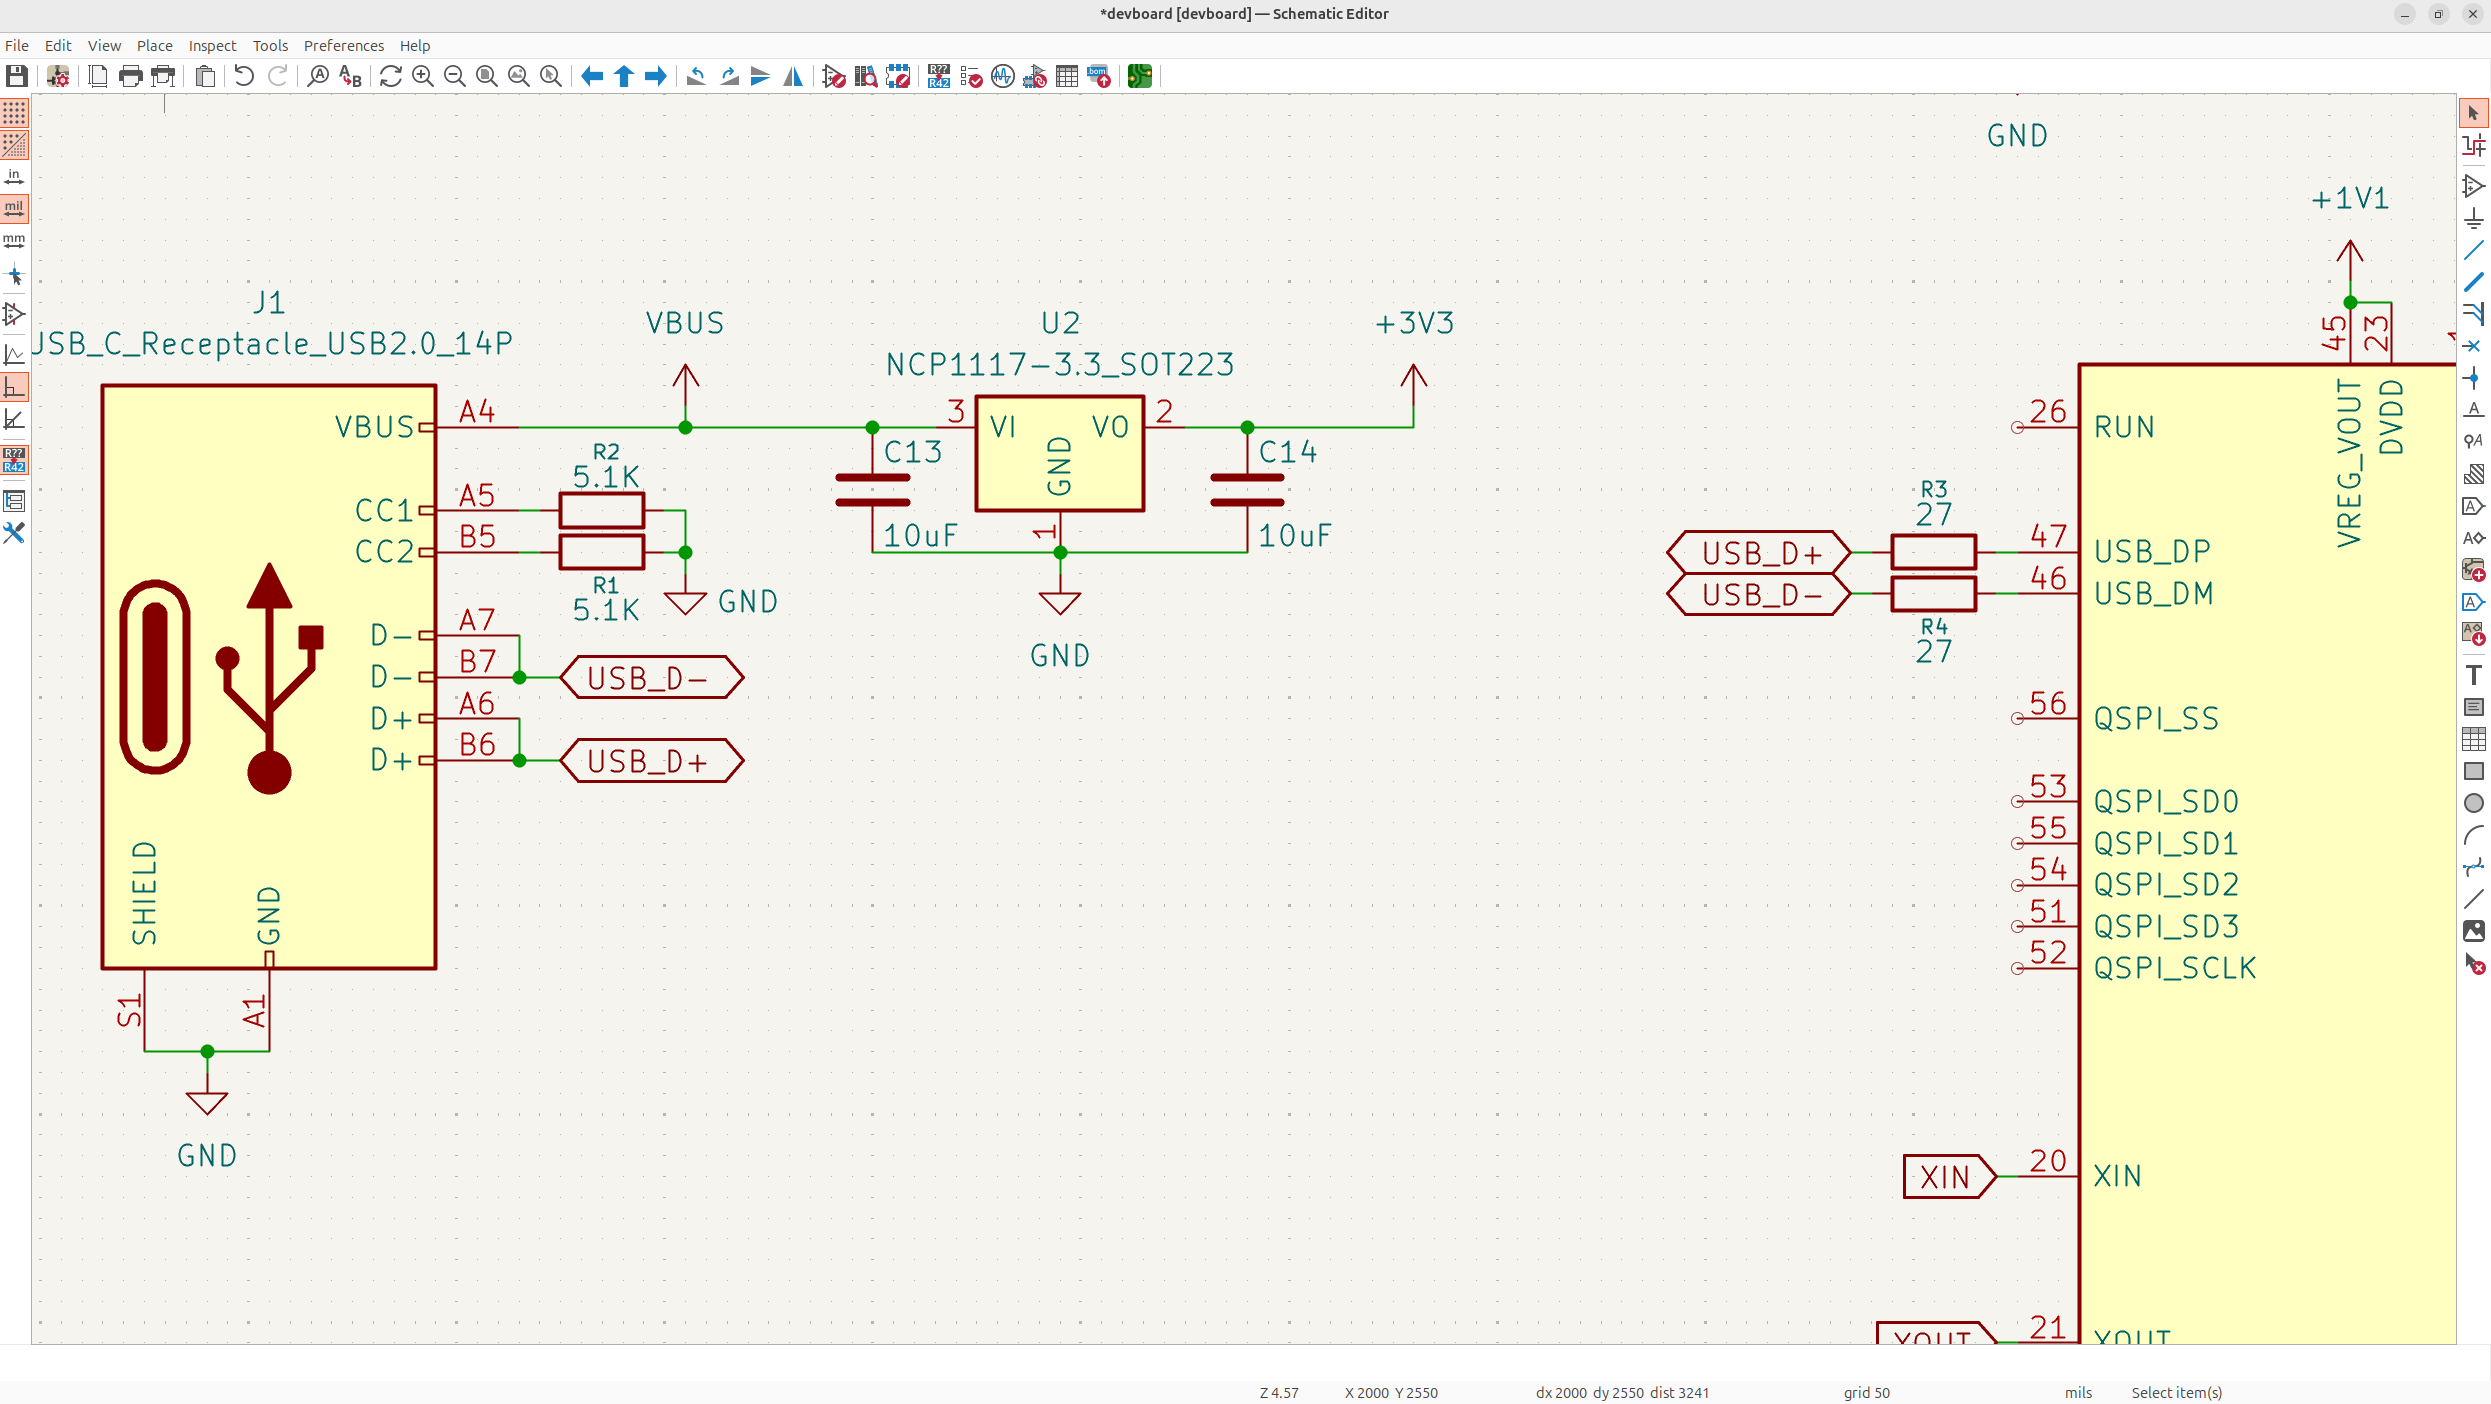 *devboard [devboard] — Schematic Editor
File Edit View Place Inspect Tools Preferences Help
in
mil
mm
R??
R42
GND
+1V1
J1
USB_C_Receptacle_USB2.0_14P
VBUS
U2
NCP1117-3.3_SOT223
+3V3
45
23
VBUS
A4
3
VI
VO
2
GND
1
C13
10uF
C14
10uF
R2
5.1K
CC1
A5
CC2
B5
R1
5.1K
GND
GND
D-
A7
D-
B7
USB_D-
D+
A6
D+
B6
USB_D+
SHIELD
GND
S1
A1
GND
26
RUN
VREG_VOUT
DVDD
R3
27
USB_D+
47
USB_DP
USB_D-
46
USB_DM
R4
27
56
QSPI_SS
53
QSPI_SD0
55
QSPI_SD1
54
QSPI_SD2
51
QSPI_SD3
52
QSPI_SCLK
XIN
20
XIN
XOUT
21
XOUT
Z 4.57
X 2000 Y 2550
dx 2000 dy 2550 dist 3241
grid 50
mils
Select item(s)